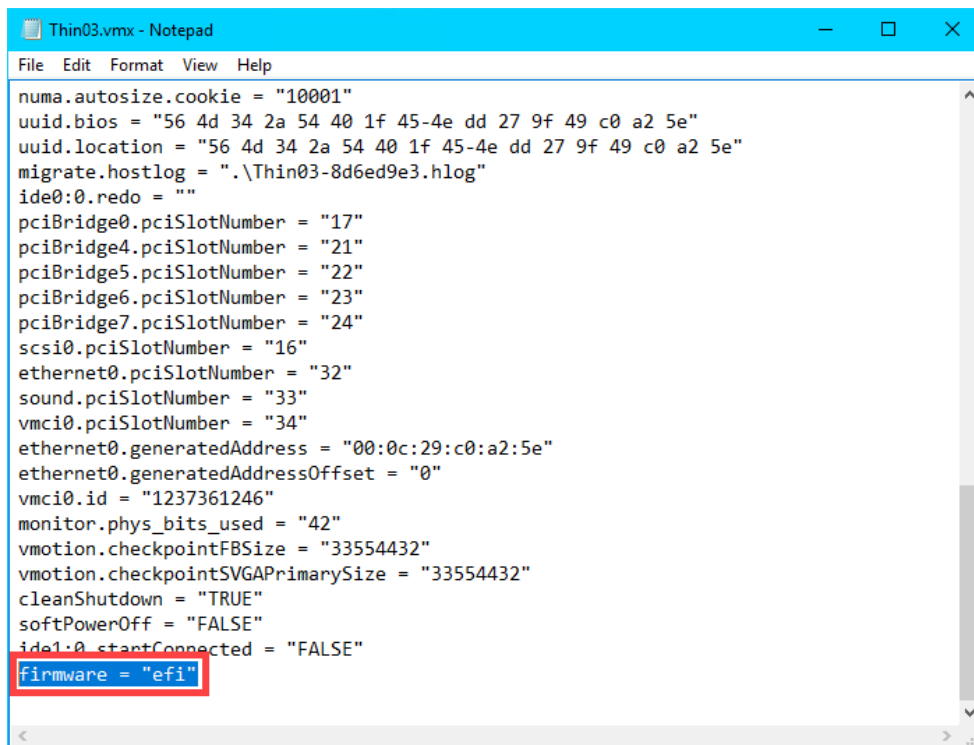 Thin03.vmx - Notepad
File Edit Format View Help
numa.autosize.cookie = "10001"
uuid.bios = "56 4d 34 2a 54 40 1f 45-4e dd 27 9f 49 c0 a2 5e"
uuid.location = "56 4d 34 2a 54 40 1f 45-4e dd 27 9f 49 c0 a2 5e"
migrate.hostlog = ".\Thin03-8d6ed9e3.hlog"
ide0:0.redo = ""
pciBridge0.pciSlotNumber = "17"
pciBridge4.pciSlotNumber = "21"
pciBridge5.pciSlotNumber = "22"
pciBridge6.pciSlotNumber = "23"
pciBridge7.pciSlotNumber = "24"
scsi0.pciSlotNumber = "16"
ethernet0.pciSlotNumber = "32"
sound.pciSlotNumber = "33"
vmci0.pciSlotNumber = "34"
ethernet0.generatedAddress = "00:0c:29:c0:a2:5e"
ethernet0.generatedAddressOffset = "0"
vmci0.id = "1237361246"
monitor.phys_bits_used = "42"
vmotion.checkpointFBSize = "33554432"
vmotion.checkpointSVGAPrimarySize = "33554432"
cleanShutdown = "TRUE"
softPowerOff = "FALSE"
ide1:0.startConnected = "FALSE"
firmware = "efi"